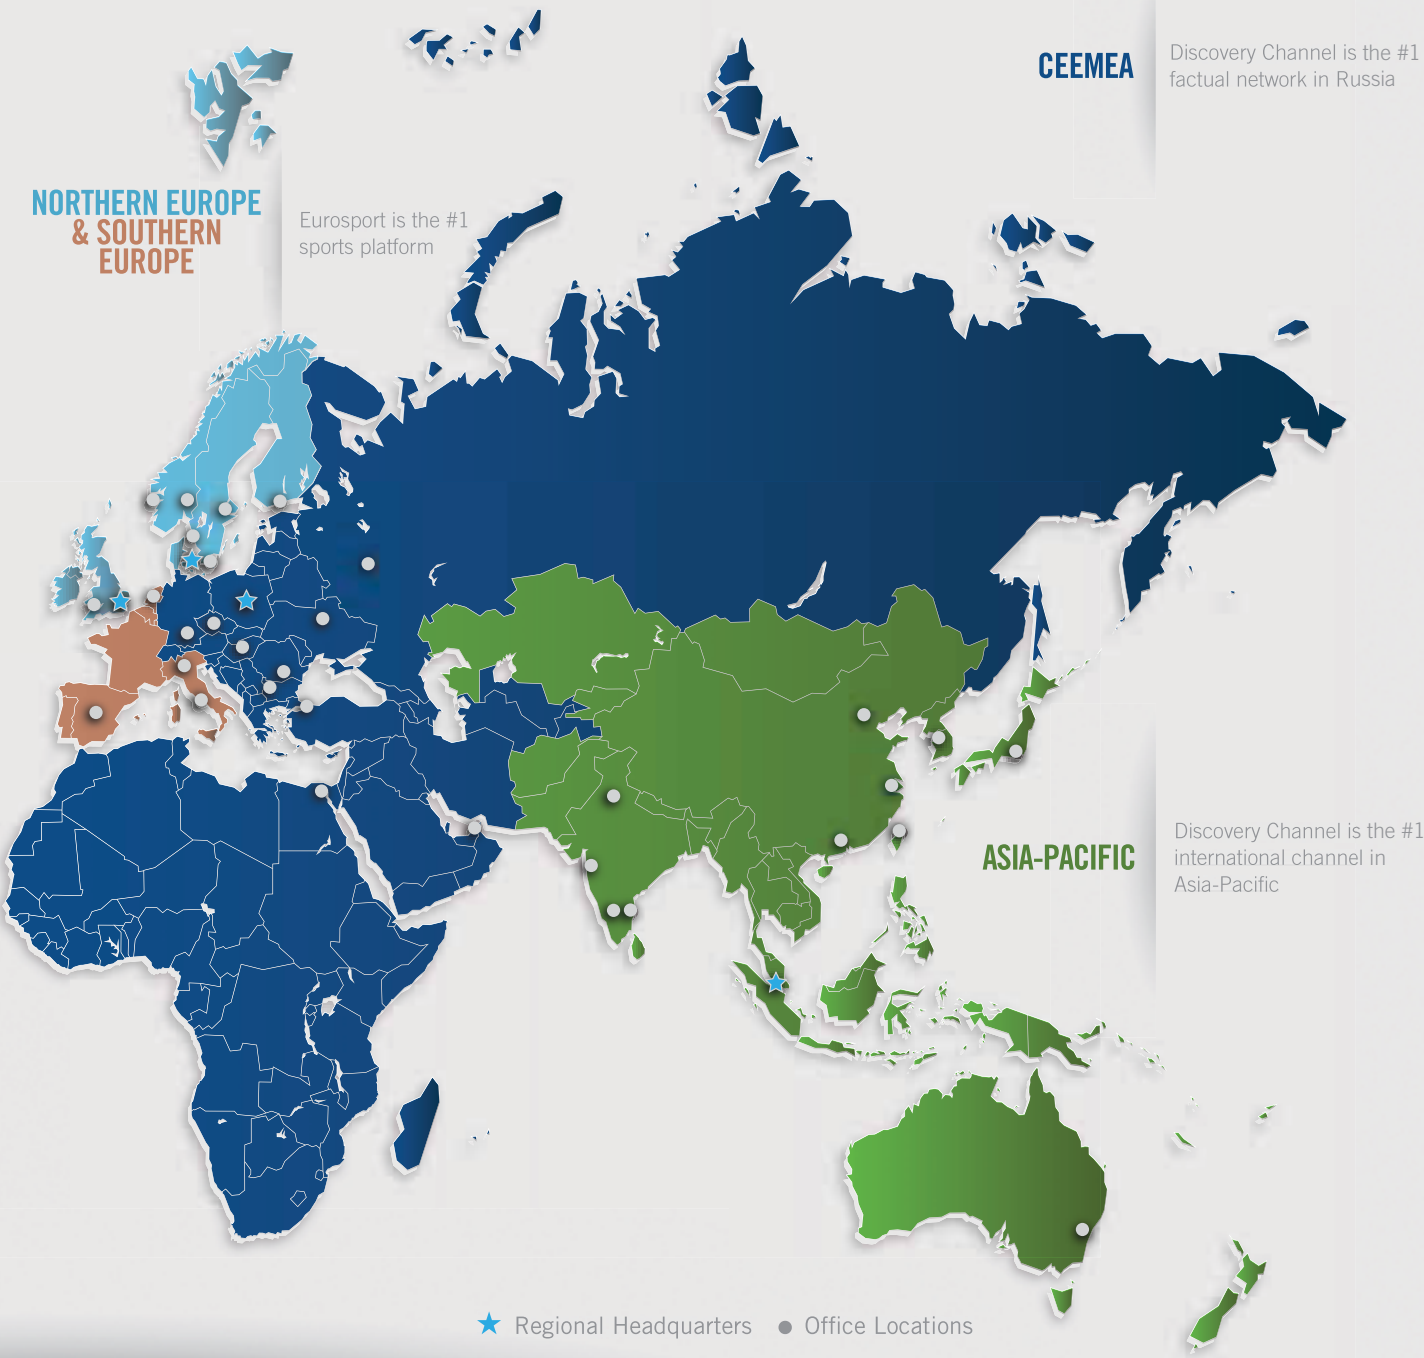 CEEMEA
Discovery Channel is the #1
factual network in Russia
NORTHERN EUROPE
& SOUTHERN
EUROPE
Eurosport is the #1
sports platform
ASIA-PACIFIC
Discovery Channel is the #1
international channel in
Asia-Pacific
Regional Headquarters
Office Locations